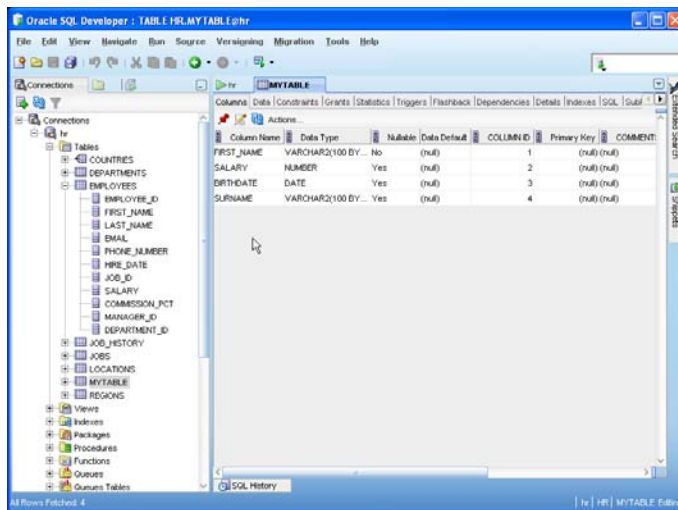 Oracle SQL Developer : TABLE HR.MYTABLE@hr
File Edit View Navigate Run Source Versioning Migration Tools Help
Connections
hr MYTABLE
Columns Data Constraints Grants Statistics Triggers Flashback Dependencies Details Indexes SQL
Actions...
Column Name Data Type Nullable Data Default COLUMN ID Primary Key COMMENT
FIRST_NAME VARCHAR2(100 BY... No (null) 1 (null) (null)
SALARY NUMBER Yes (null) 2 (null) (null)
BIRTHDATE DATE Yes (null) 3 (null) (null)
SURNAME VARCHAR2(100 BY... Yes (null) 4 (null) (null)
Connections
hr
Tables
COUNTRIES
DEPARTMENTS
EMPLOYEES
EMPLOYEE_ID
FIRST_NAME
LAST_NAME
EMAIL
PHONE_NUMBER
HIRE_DATE
JOB_ID
SALARY
COMMISSION_PCT
MANAGER_ID
DEPARTMENT_ID
JOB_HISTORY
JOBS
LOCATIONS
MYTABLE
REGIONS
Views
Indexes
Packages
Procedures
Functions
Queues
Queues Tables
Extended Search
Snippets
SQL History
All Rows Fetched: 4
hr HR MYTABLE Editing